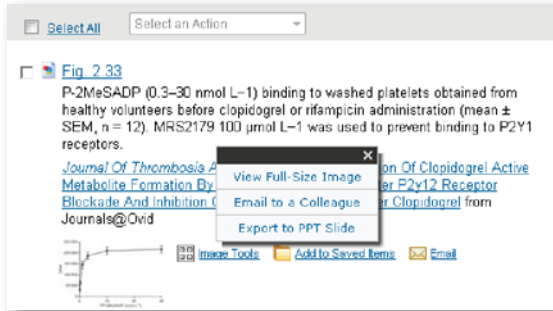 Select All
Select an Action
Fig. 2.33
P-2MeSADP (0.3–30 nmol L−1) binding to washed platelets obtained from
healthy volunteers before clopidogrel or rifampicin administration (mean ±
SEM, n = 12). MRS2179 100 μmol L−1 was used to prevent binding to P2Y1
receptors.
Journal Of Thrombosis on Of Clopidogrel Active
Metabolite Formation By P2y12 Receptor
Blockade And Inhibition Clopidogrel from
Journals@Ovid
View Full-Size Image
Email to a Colleague
Export to PPT Slide
Image Tools
Add to Saved Items
Email